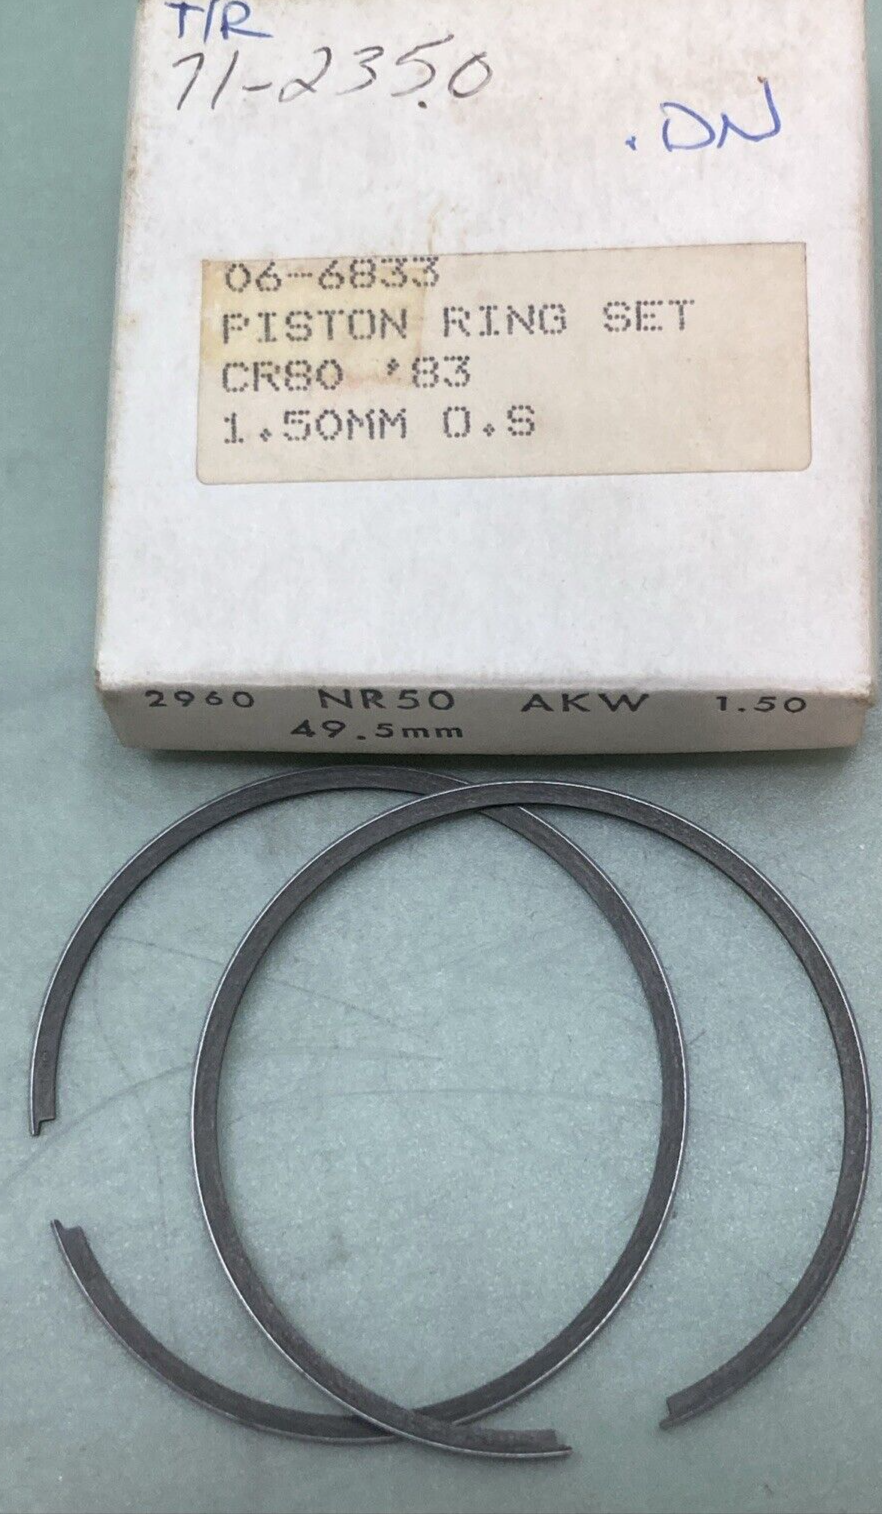 T/R
71-2350
.DN
06-6833
PISTON RING SET
CR80 '83
1.50MM O.S
2960 NR50 AKW 1.50
49.5mm